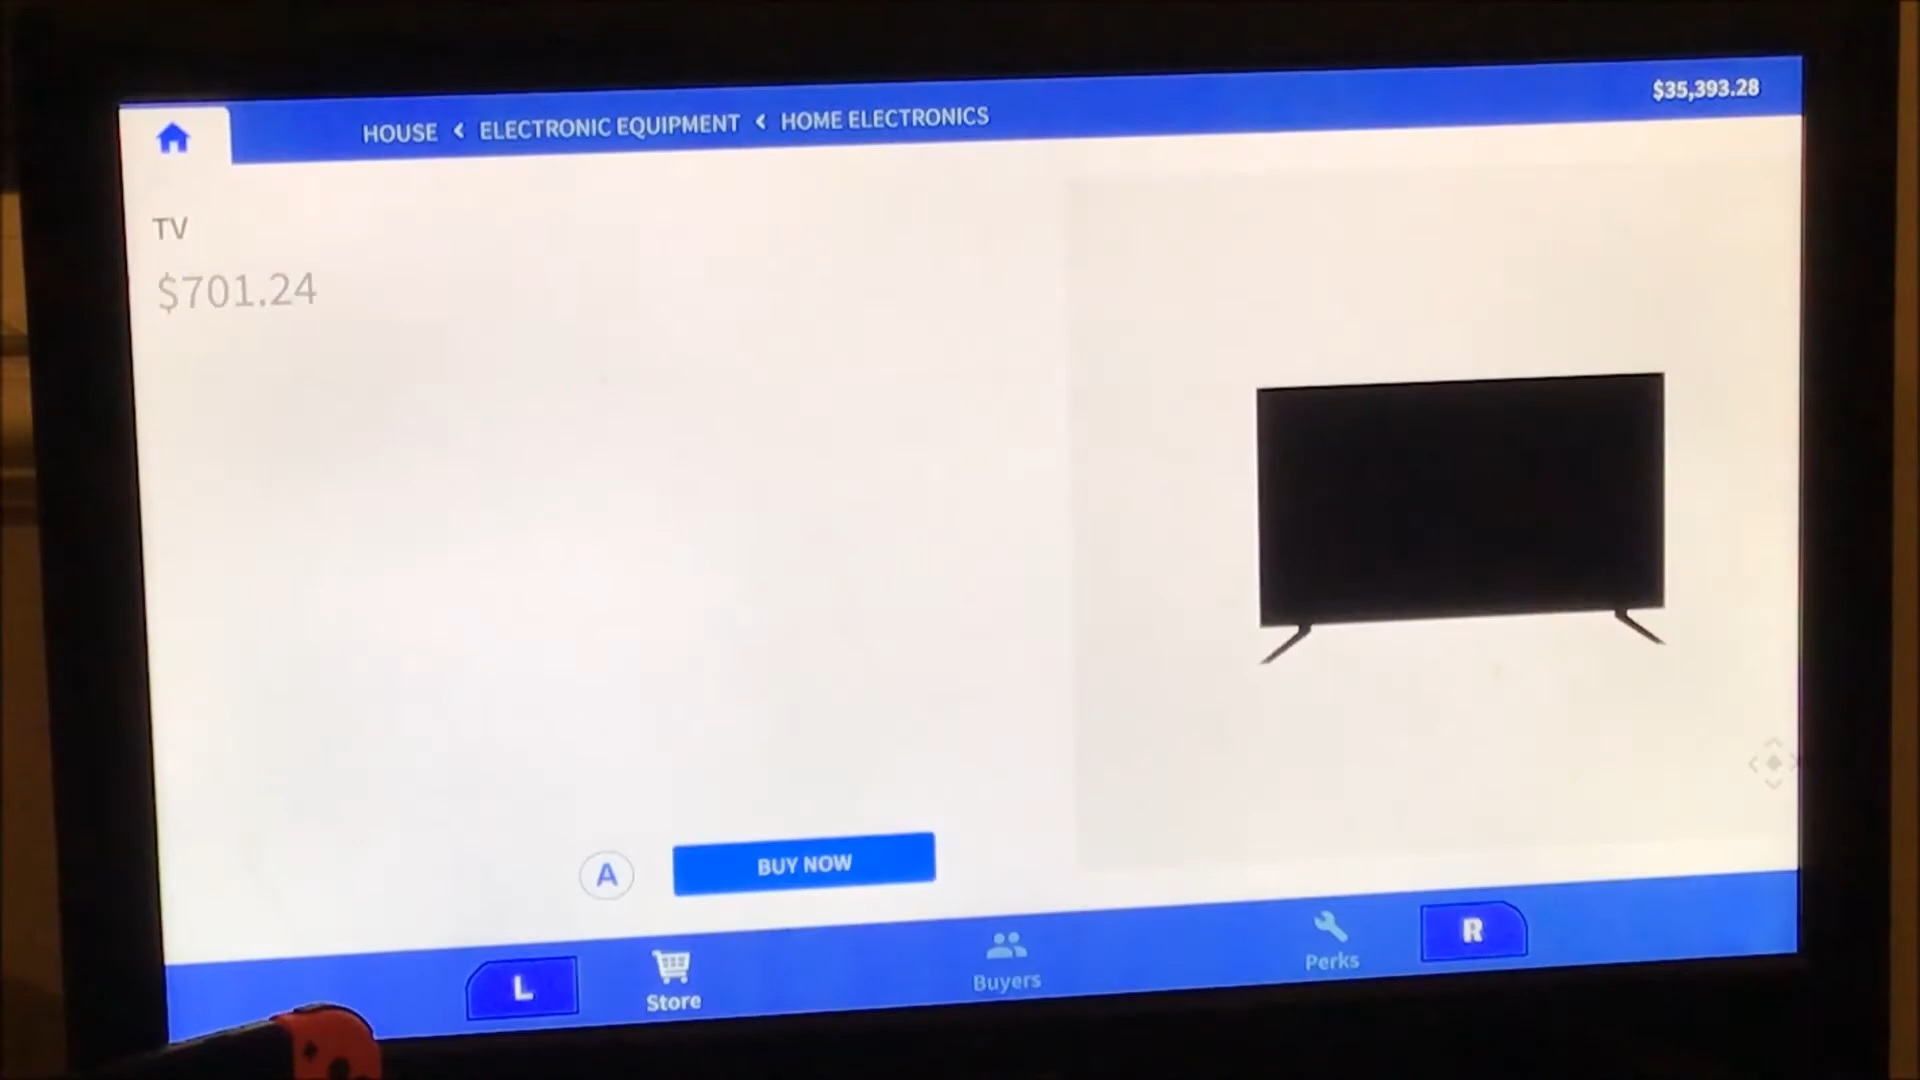 HOUSE < ELECTRONIC EQUIPMENT < HOME ELECTRONICS
$35,393.28
TV
$701.24
A
BUY NOW
L
Store
Buyers
Perks
R